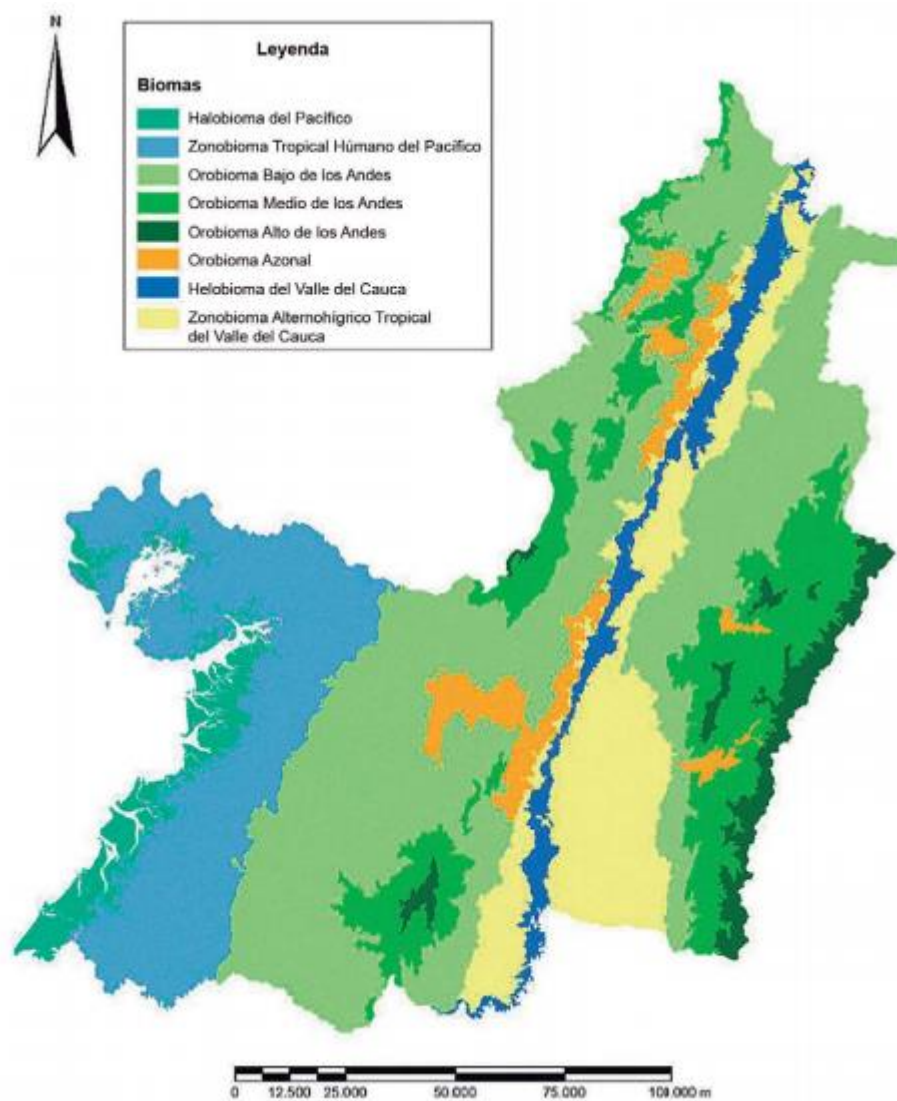 N
Leyenda
Biomas
Halobioma del Pacífico
Zonobioma Tropical Húmano del Pacífico
Orobioma Bajo de los Andes
Orobioma Medio de los Andes
Orobioma Alto de los Andes
Orobioma Azonal
Helobioma del Valle del Cauca
Zonobioma Alternohígrico Tropical
del Valle del Cauca
0 12.500 25.000 50.000 75.000 100.000 m